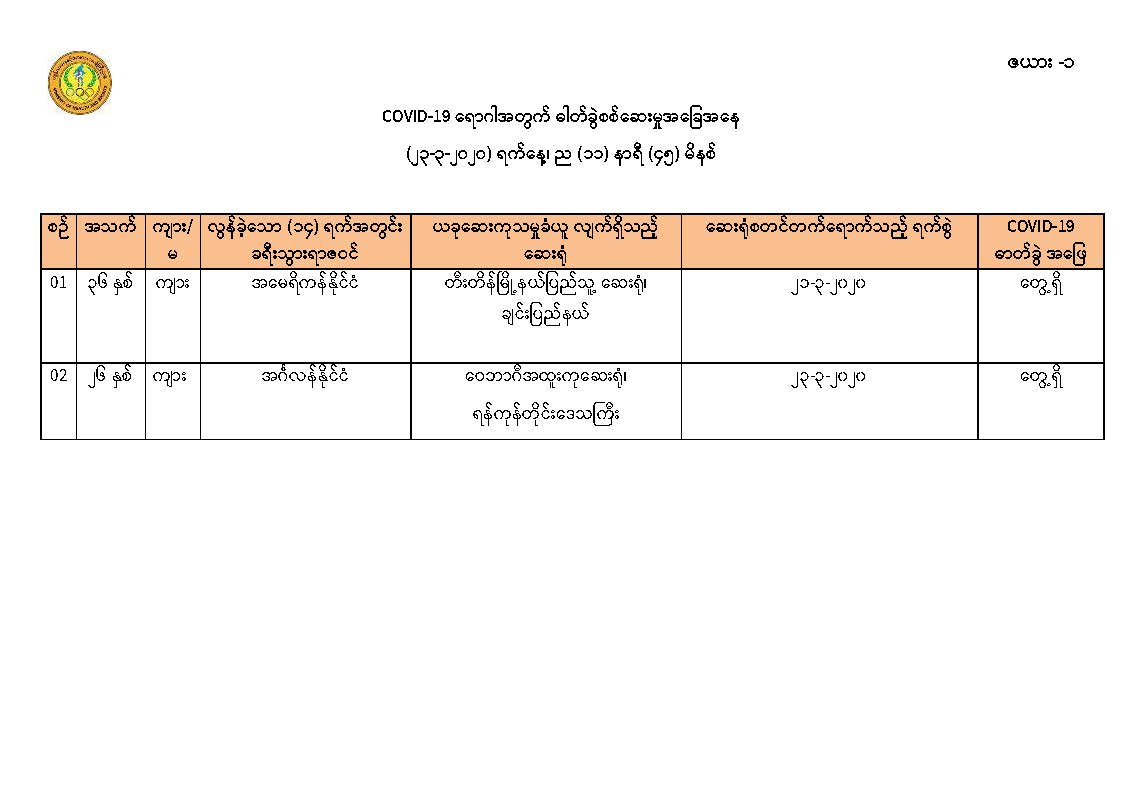 ဇယား -၁
COVID-19 ရောဂါအတွက် ဓါတ်ခွဲစစ်ဆေးမှုအခြေအနေ
(၂၃-၃-၂၀၂၀) ရက်နေ့၊ ည (၁၁) နာရီ (၄၅) မိနစ်
စဉ် အသက် ကျား/မ လွန်ခဲ့သော (၁၄) ရက်အတွင်း ခရီးသွားရာဇဝင် ယခုဆေးကုသမှုခံယူ လျက်ရှိသည့် ဆေးရုံ ဆေးရုံစတင်တက်ရောက်သည့် ရက်စွဲ COVID-19 ဓာတ်ခွဲ အဖြေ
01 ၃၆ နှစ် ကျား အမေရိကန်နိုင်ငံ တီးတိန်မြို့နယ်ပြည်သူ့ ဆေးရုံ၊ ၂၁-၃-၂၀၂၀ တွေ့ရှိ
ချင်းပြည်နယ်
02 ၂၆ နှစ် ကျား အင်္ဂလန်နိုင်ငံ ဝေဘာဂီအထူးကုဆေးရုံ၊ ၂၃-၃-၂၀၂၀ တွေ့ရှိ
ရန်ကုန်တိုင်းဒေသကြီး